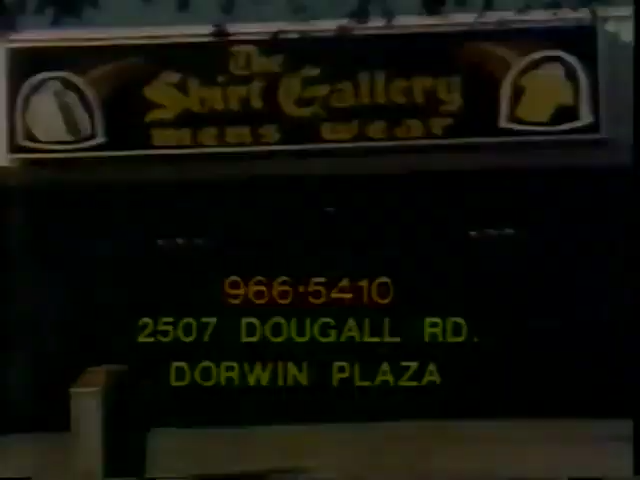 The
Shirt Gallery
mens wear
966·5410
2507 DOUGALL RD.
DORWIN PLAZA